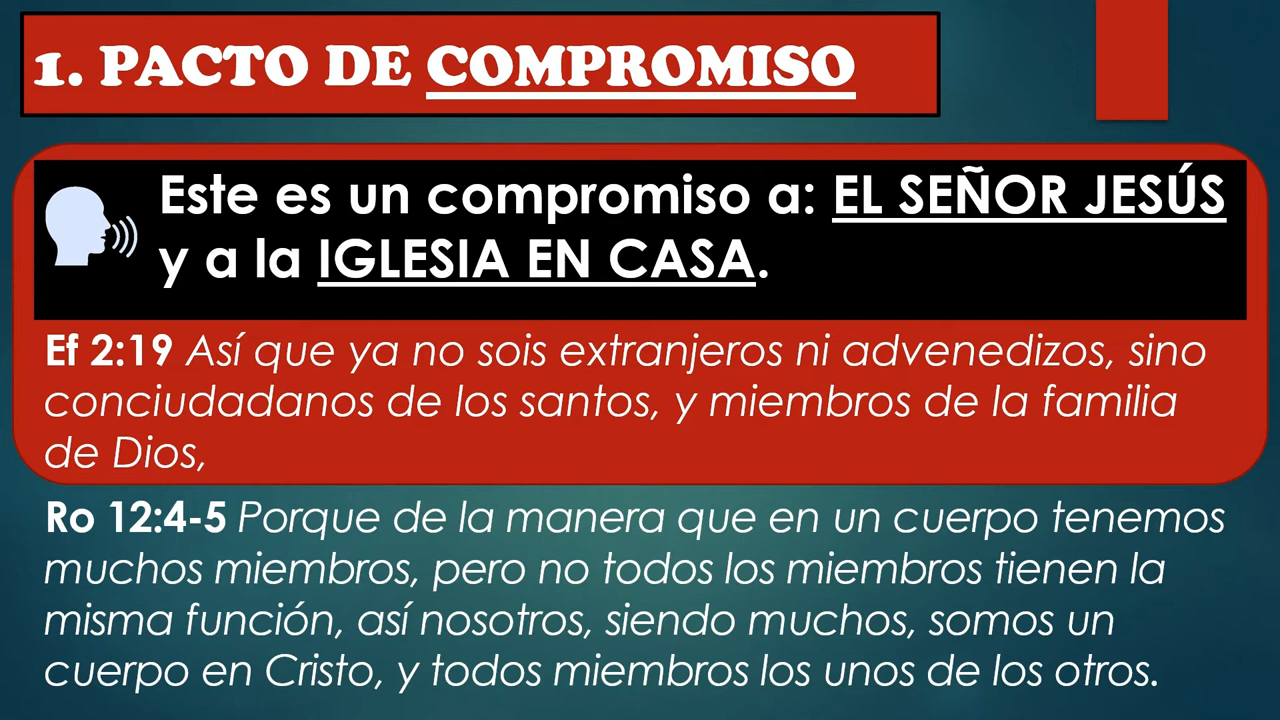 1. PACTO DE COMPROMISO
Este es un compromiso a: EL SEÑOR JESÚS
y a la IGLESIA EN CASA.
Ef 2:19 Así que ya no sois extranjeros ni advenedizos, sino
conciudadanos de los santos, y miembros de la familia
de Dios,
Ro 12:4-5 Porque de la manera que en un cuerpo tenemos
muchos miembros, pero no todos los miembros tienen la
misma función, así nosotros, siendo muchos, somos un
cuerpo en Cristo, y todos miembros los unos de los otros.